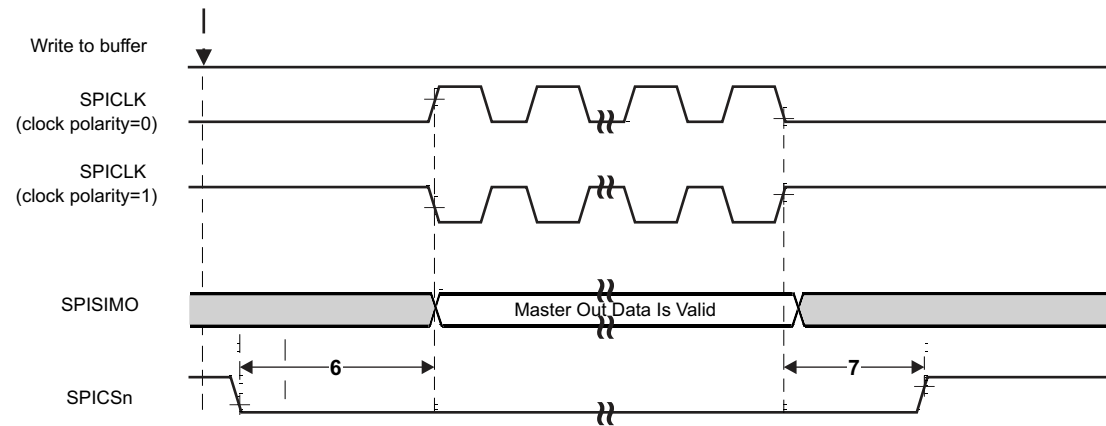 Write to buffer
SPICLK
(clock polarity=0)
SPICLK
(clock polarity=1)
SPISIMO
Master Out Data Is Valid
6
7
SPICSn